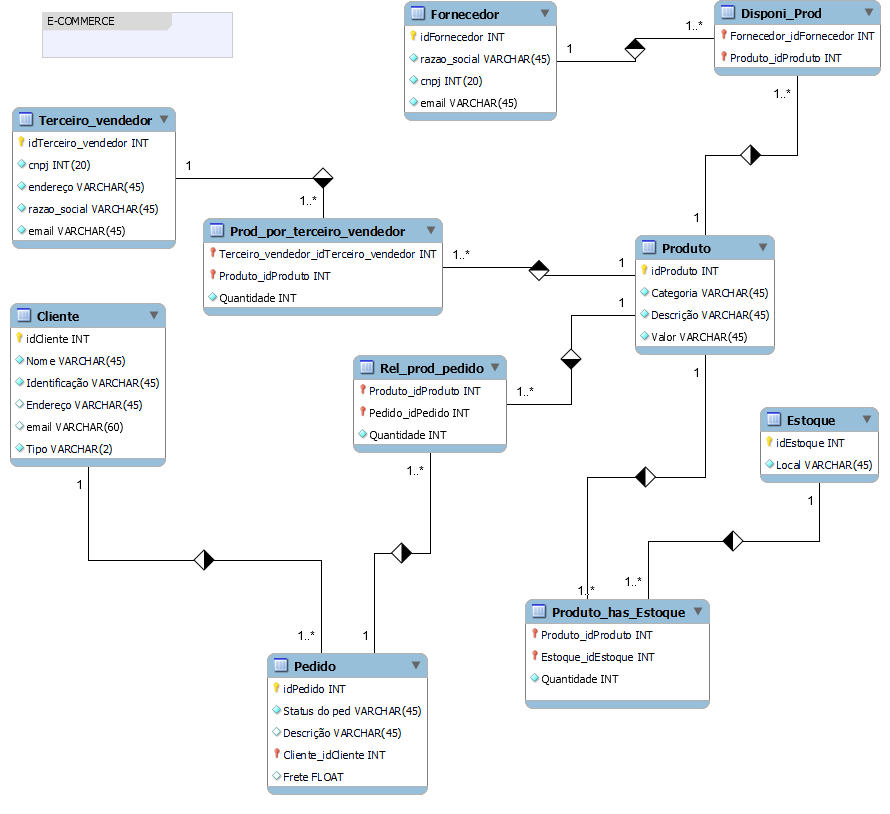 E-COMMERCE
Fornecedor
idFornecedor INT
razao_social VARCHAR(45)
cnpj INT(20)
email VARCHAR(45)
1
1..*
Disponi_Prod
Fornecedor_idFornecedor INT
Produto_idProduto INT
1..*
1
Terceiro_vendedor
idTerceiro_vendedor INT
cnpj INT(20)
endereço VARCHAR(45)
razao_social VARCHAR(45)
email VARCHAR(45)
1
1..*
Prod_por_terceiro_vendedor
Terceiro_vendedor_idTerceiro_vendedor INT
Produto_idProduto INT
Quantidade INT
1..*
1
Produto
idProduto INT
Categoria VARCHAR(45)
Descrição VARCHAR(45)
Valor VARCHAR(45)
1
1
Cliente
idCliente INT
Nome VARCHAR(45)
Identificação VARCHAR(45)
Endereço VARCHAR(45)
email VARCHAR(60)
Tipo VARCHAR(2)
1
Rel_prod_pedido
Produto_idProduto INT
Pedido_idPedido INT
Quantidade INT
1..*
1..*
Estoque
idEstoque INT
Local VARCHAR(45)
1
1..*
1..*
Produto_has_Estoque
Produto_idProduto INT
Estoque_idEstoque INT
Quantidade INT
1..*
1
Pedido
idPedido INT
Status do ped VARCHAR(45)
Descrição VARCHAR(45)
Cliente_idCliente INT
Frete FLOAT